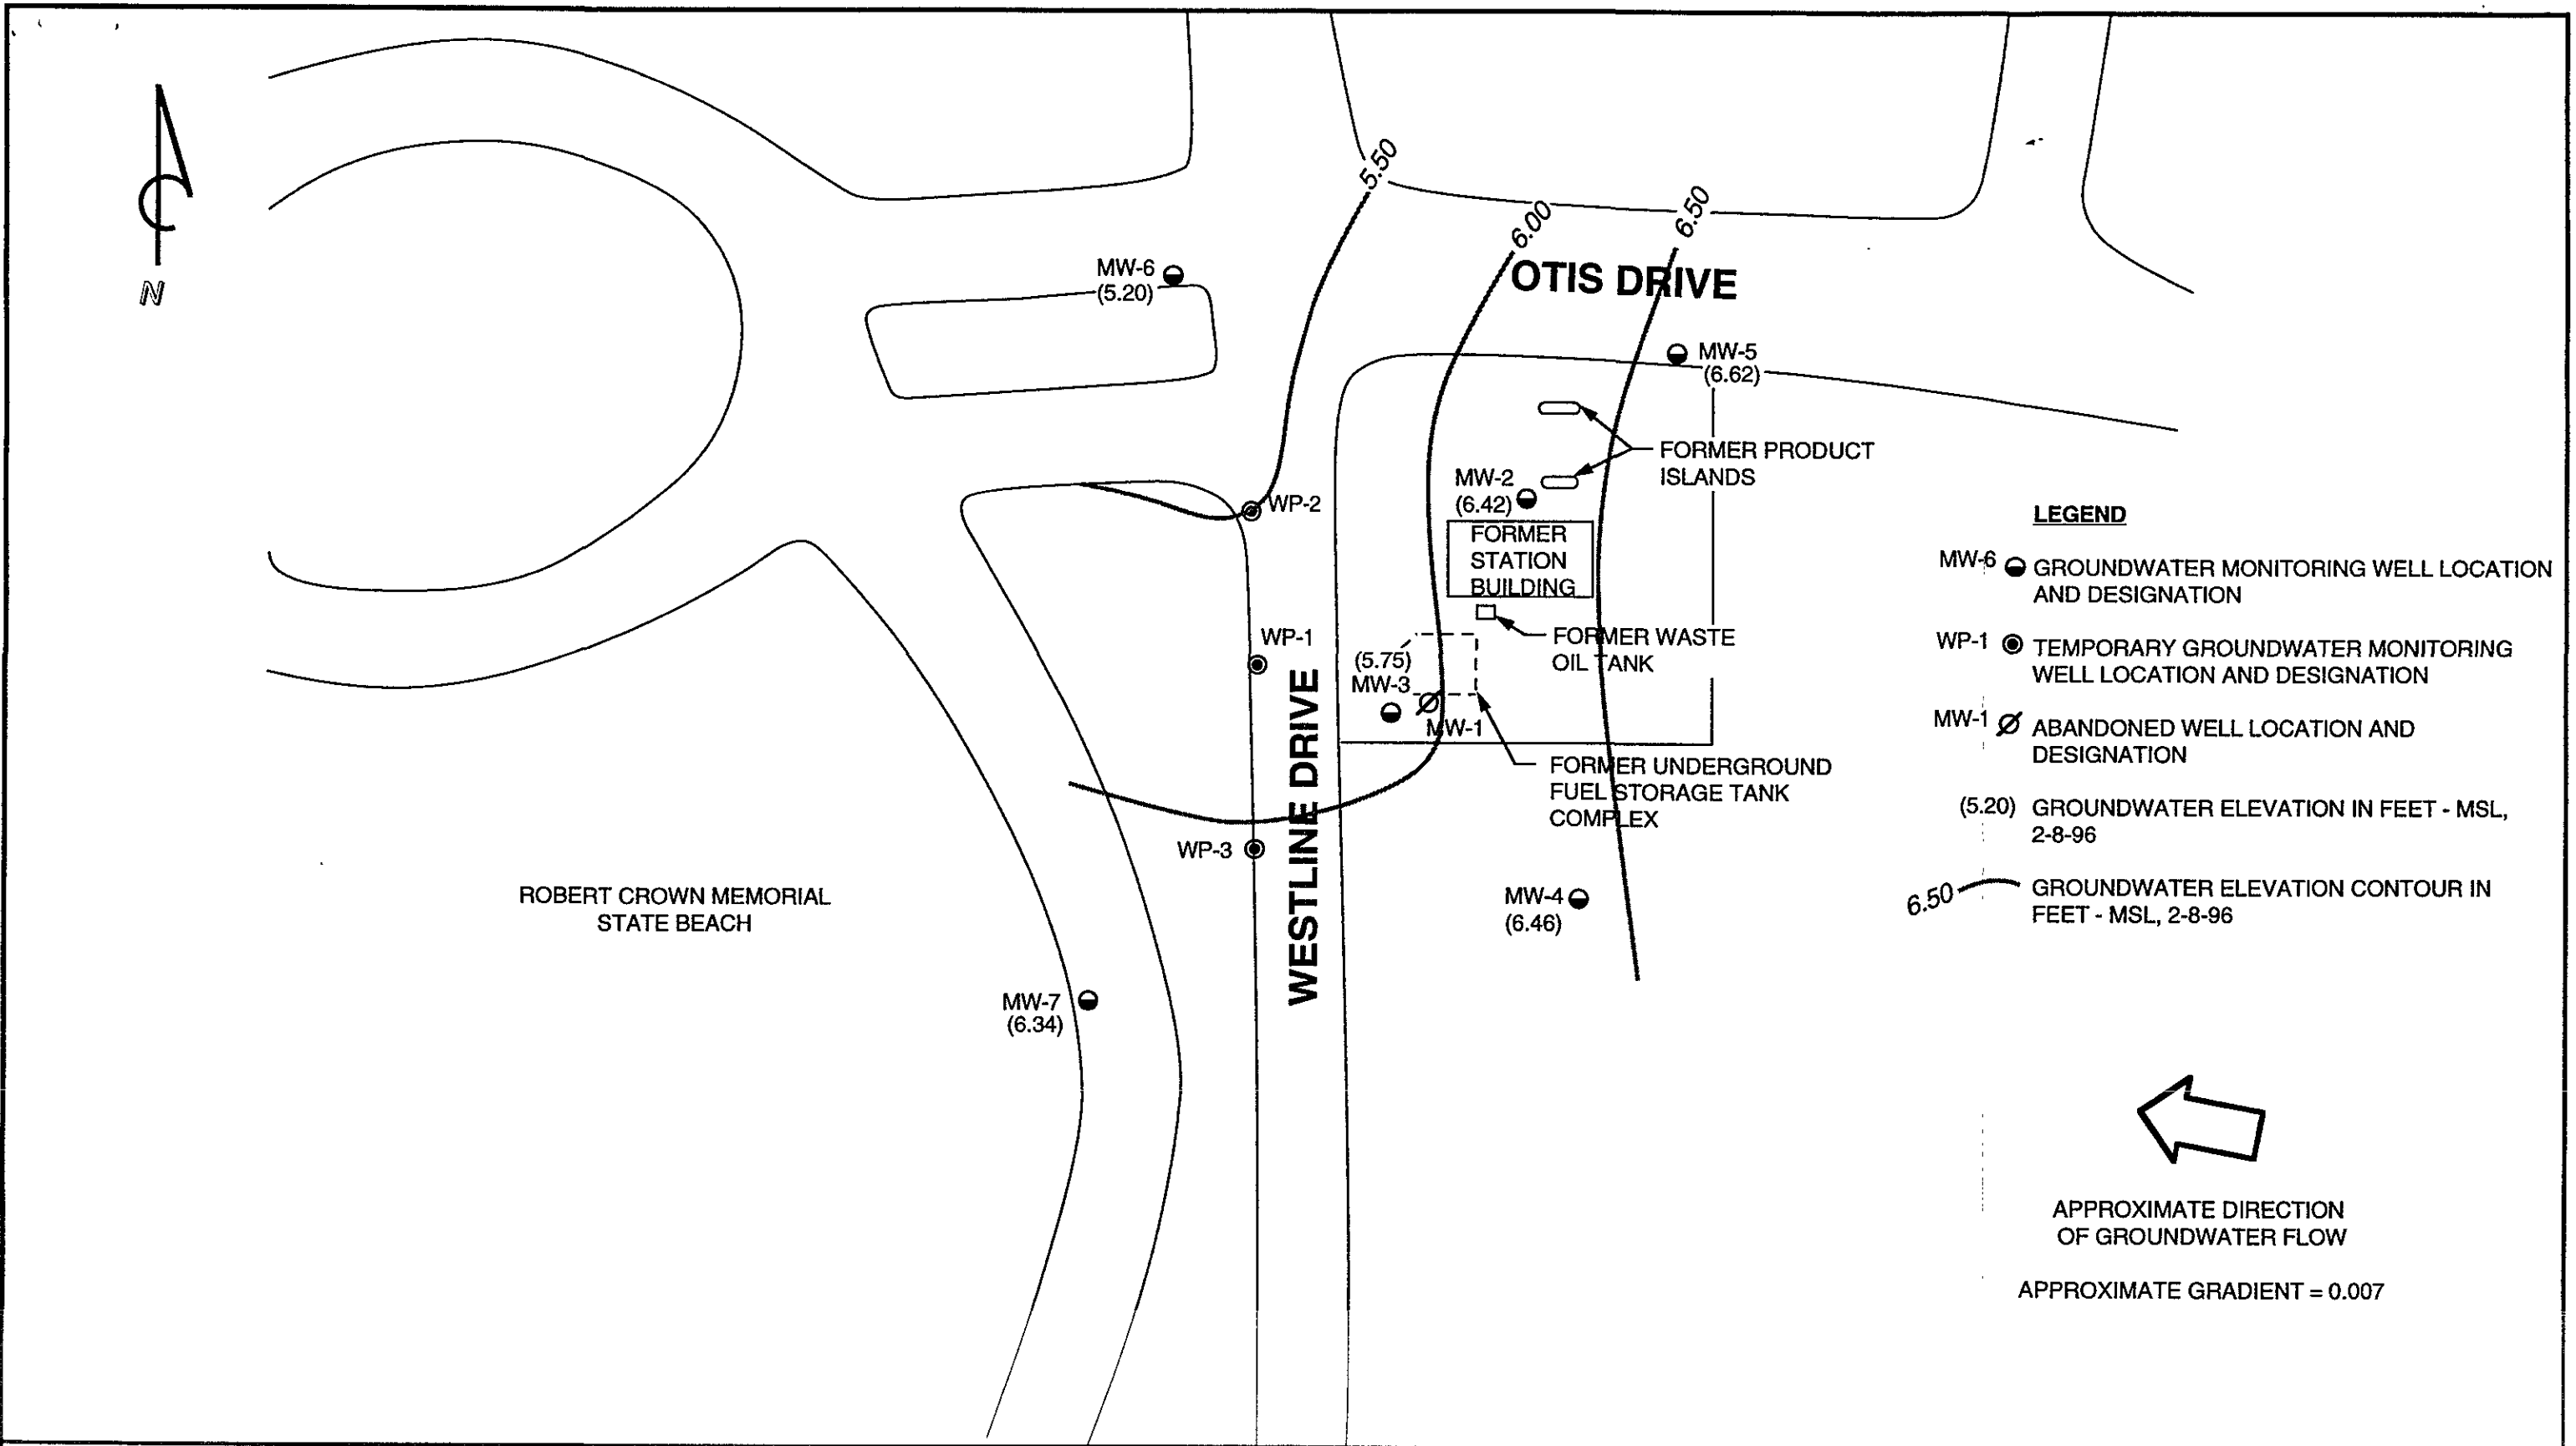 N
5.50
6.00
6.50
OTIS DRIVE
MW-6
(5.20)
MW-5
(6.62)
FORMER PRODUCT
ISLANDS
MW-2
(6.42)
WP-2
FORMER
STATION
BUILDING
WP-1
FORMER WASTE
OIL TANK
(5.75)
MW-3
MW-1
WESTLINE DRIVE
FORMER UNDERGROUND
FUEL STORAGE TANK
COMPLEX
WP-3
MW-4
(6.46)
ROBERT CROWN MEMORIAL
STATE BEACH
MW-7
(6.34)
LEGEND
MW-6 GROUNDWATER MONITORING WELL LOCATION
AND DESIGNATION
WP-1 TEMPORARY GROUNDWATER MONITORING
WELL LOCATION AND DESIGNATION
MW-1 ABANDONED WELL LOCATION AND
DESIGNATION
(5.20) GROUNDWATER ELEVATION IN FEET - MSL,
2-8-96
6.50 GROUNDWATER ELEVATION CONTOUR IN
FEET - MSL, 2-8-96
APPROXIMATE DIRECTION
OF GROUNDWATER FLOW
APPROXIMATE GRADIENT = 0.007